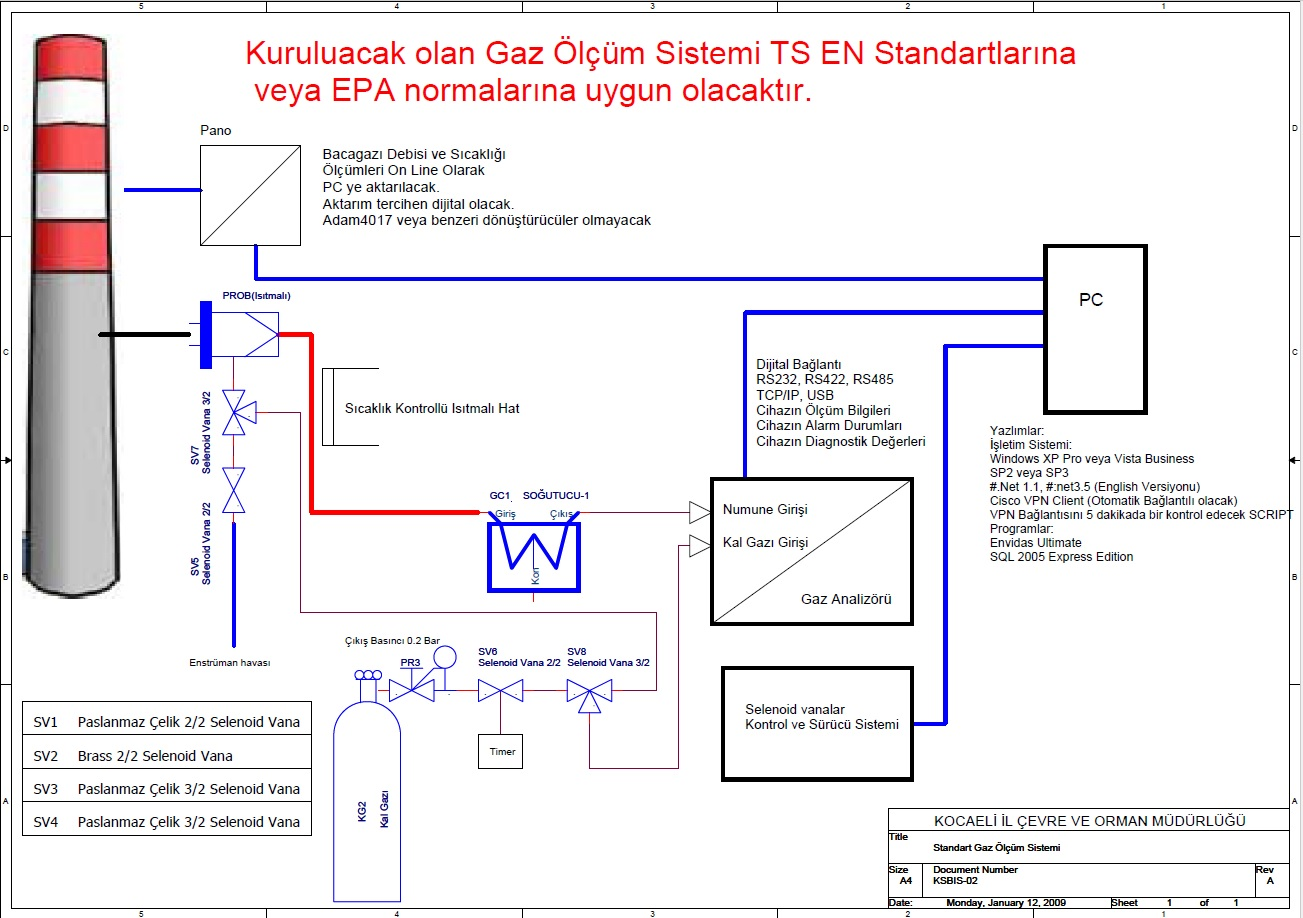 5 4 3 2 1
Kuruluacak olan Gaz Ölçüm Sistemi TS EN Standartlarına
veya EPA normalarına uygun olacaktır.
D
D
Pano
Bacagazı Debisi ve Sıcaklığı
Ölçümleri On Line Olarak
PC ye aktarılacak.
Aktarım tercihen dijital olacak.
Adam4017 veya benzeri dönüştürücüler olmayacak
PC
PROB(Isıtmalı)
C
C
Sıcaklık Kontrollü Isıtmalı Hat
Dijital Bağlantı
RS232, RS422, RS485
TCP/IP, USB
Cihazın Ölçüm Bilgileri
Cihazın Alarm Durumları
Cihazın Diagnostik Değerleri
SV7
Selenoid Vana 3/2
Yazlımlar:
İşletim Sistemi:
Windows XP Pro veya Vista Business
SP2 veya SP3
#.Net 1.1, #:net3.5 (English Versiyonu)
Cisco VPN Client (Otomatik Bağlantılı olacak)
VPN Bağlantısını 5 dakikada bir kontrol edecek SCRIPT
Programlar:
Envidas Ultimate
SQL 2005 Express Edition
GC1 SOĞUTUCU-1
Giriş Çıkış
Kon
Numune Girişi
Kal Gazı Girişi
Gaz Analizörü
SV5
Selenoid Vana 2/2
B
B
Enstrüman havası
Çıkış Basıncı 0.2 Bar
PR3
SV6
Selenoid Vana 2/2
SV8
Selenoid Vana 3/2
Timer
KG2
Kal Gazı
Selenoid vanalar
Kontrol ve Sürücü Sistemi
SV1 Paslanmaz Çelik 2/2 Selenoid Vana
SV2 Brass 2/2 Selenoid Vana
SV3 Paslanmaz Çelik 3/2 Selenoid Vana
SV4 Paslanmaz Çelik 3/2 Selenoid Vana
A
A
KOCAELİ İL ÇEVRE VE ORMAN MÜDÜRLÜĞÜ
Title
Standart Gaz Ölçüm Sistemi
Size Document Number Rev
A4 KSBIS-02 A
Date: Monday, January 12, 2009 Sheet 1 of 1
5 4 3 2 1